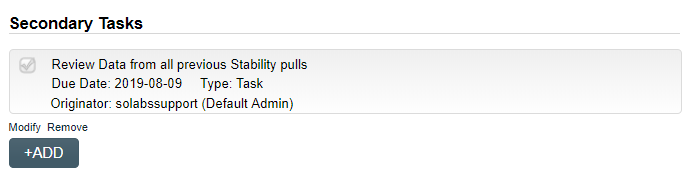 Secondary Tasks
Review Data from all previous Stability pulls
Due Date: 2019-08-09 Type: Task
Originator: solabssupport (Default Admin)
Modify Remove
+ADD